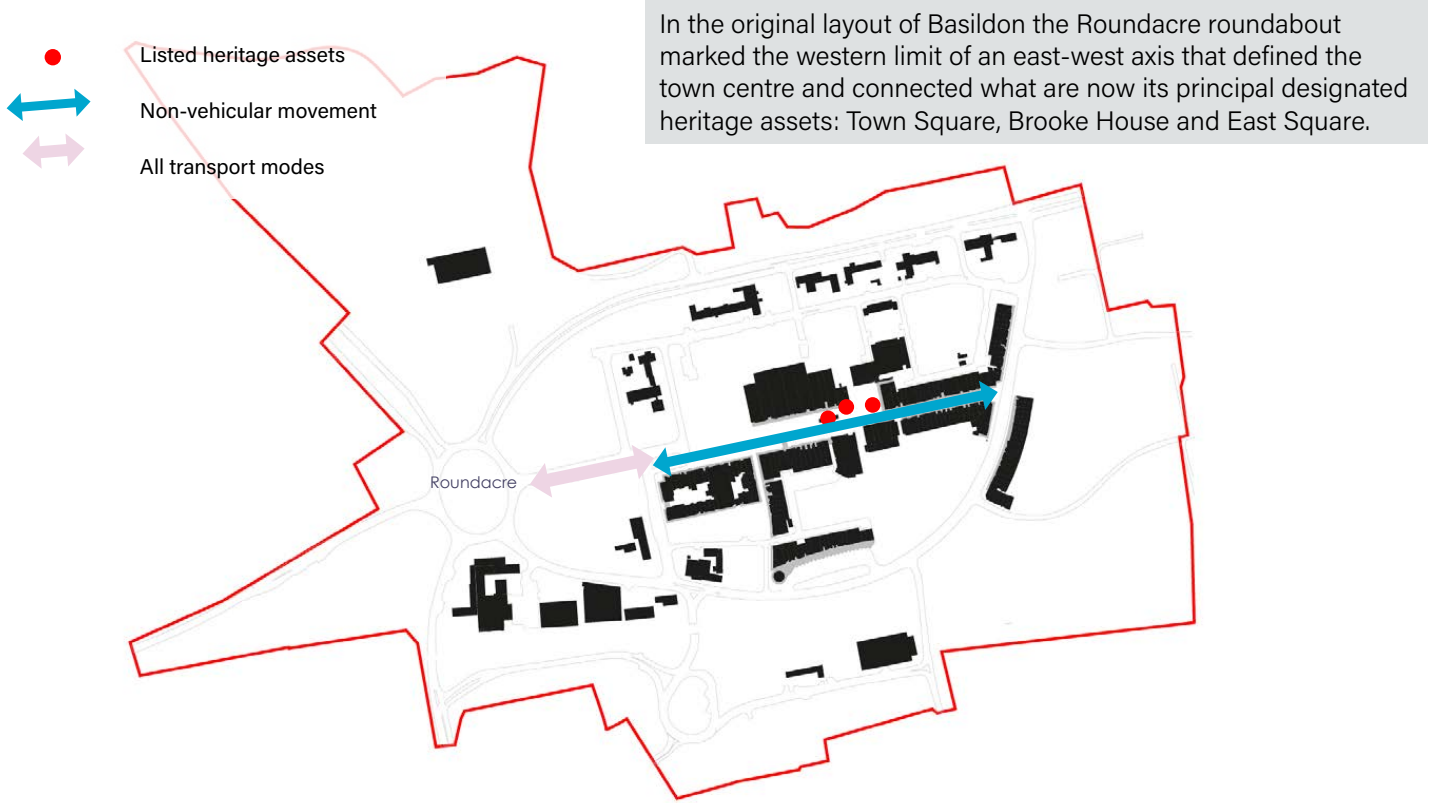 Listed heritage assets
Non-vehicular movement
All transport modes
In the original layout of Basildon the Roundacre roundabout
marked the western limit of an east-west axis that defined the
town centre and connected what are now its principal designated
heritage assets: Town Square, Brooke House and East Square.
Roundacre